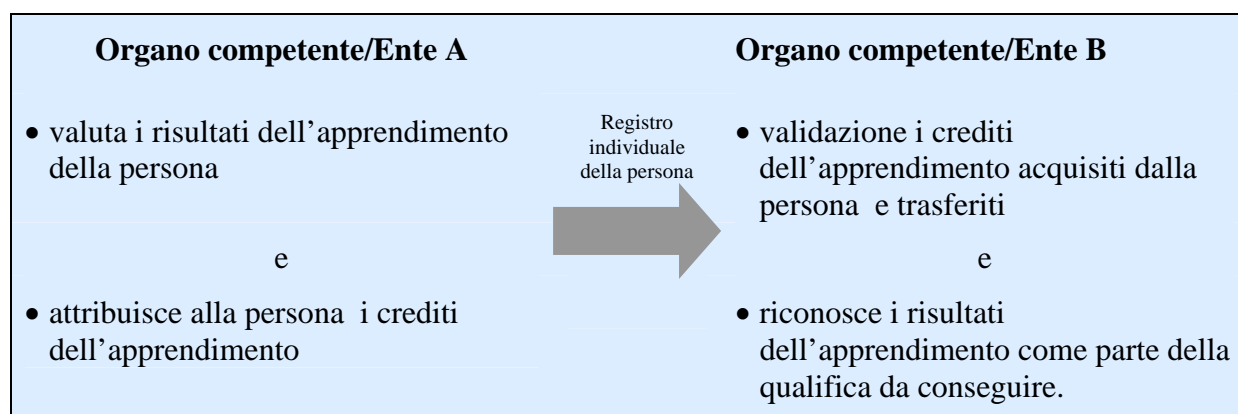 Organo competente/Ente A
• valuta i risultati dell’apprendimento
della persona
e
• attribuisce alla persona i crediti
dell’apprendimento
Registro
individuale
della persona
Organo competente/Ente B
• validazione i crediti
dell’apprendimento acquisiti dalla
persona e trasferiti
e
• riconosce i risultati
dell’apprendimento come parte della
qualifica da conseguire.